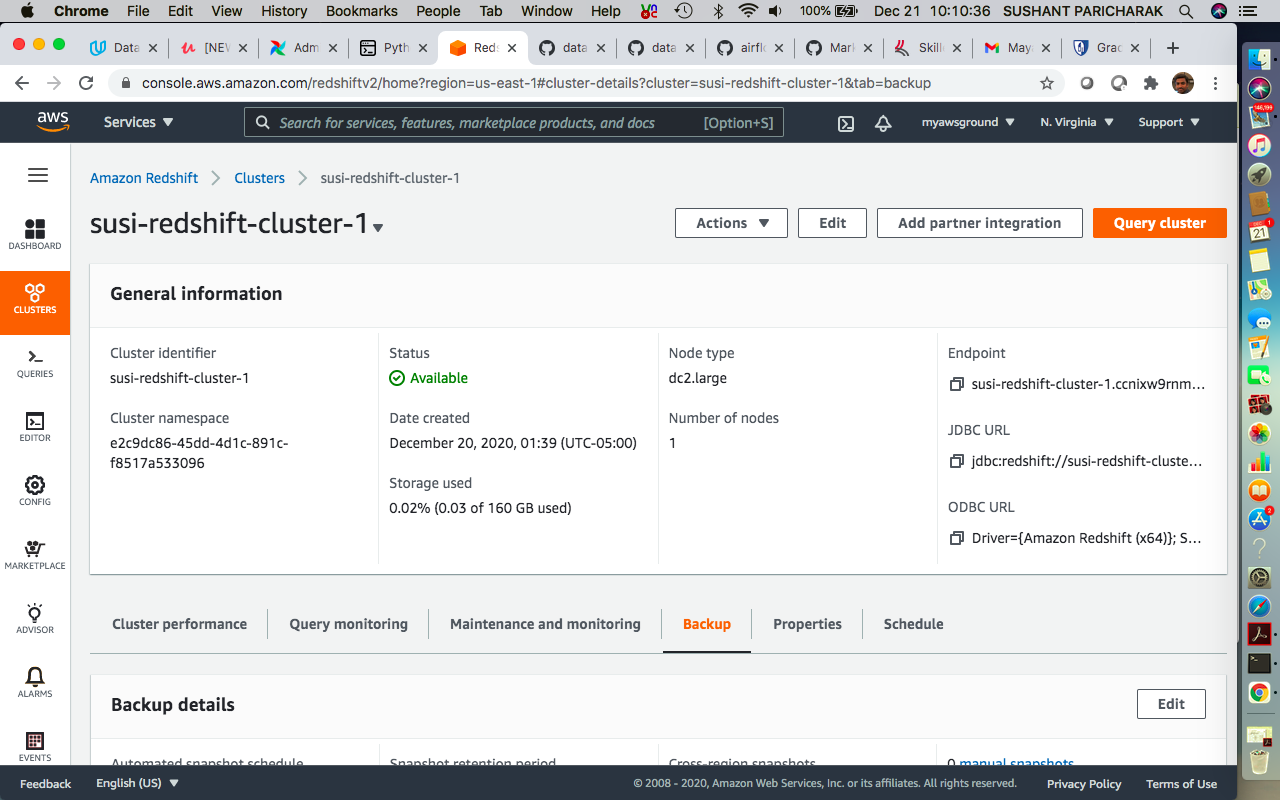 Chrome File Edit View History Bookmarks People Tab Window Help 100% Dec 21 10:10:36 SUSHANT PARICHARAK
Data [NEW Adm Pyth Reds data data airflo Mark Skill Maya Grad
console.aws.amazon.com/redshiftv2/home?region=us-east-1#cluster-details?cluster=susi-redshift-cluster-1&tab=backup
aws Services Search for services, features, marketplace products, and docs [Option+S] myawsground N. Virginia Support
Amazon Redshift Clusters susi-redshift-cluster-1
susi-redshift-cluster-1 Actions Edit Add partner integration Query cluster
DASHBOARD
CLUSTERS
QUERIES
EDITOR
CONFIG
MARKETPLACE
ADVISOR
ALARMS
EVENTS
General information
Cluster identifier
susi-redshift-cluster-1
Cluster namespace
e2c9dc86-45dd-4d1c-891c-
f8517a533096
Status
Available
Date created
December 20, 2020, 01:39 (UTC-05:00)
Storage used
0.02% (0.03 of 160 GB used)
Node type
dc2.large
Number of nodes
1
Endpoint
susi-redshift-cluster-1.ccnixw9rnm...
JDBC URL
jdbc:redshift://susi-redshift-cluste...
ODBC URL
Driver={Amazon Redshift (x64)}; S...
Cluster performance Query monitoring Maintenance and monitoring Backup Properties Schedule
Backup details Edit
Automated snapshot schedule Snapshot retention period Cross-region snapshots 0 manual snapshots
Feedback English (US) © 2008 - 2020, Amazon Web Services, Inc. or its affiliates. All rights reserved. Privacy Policy Terms of Use